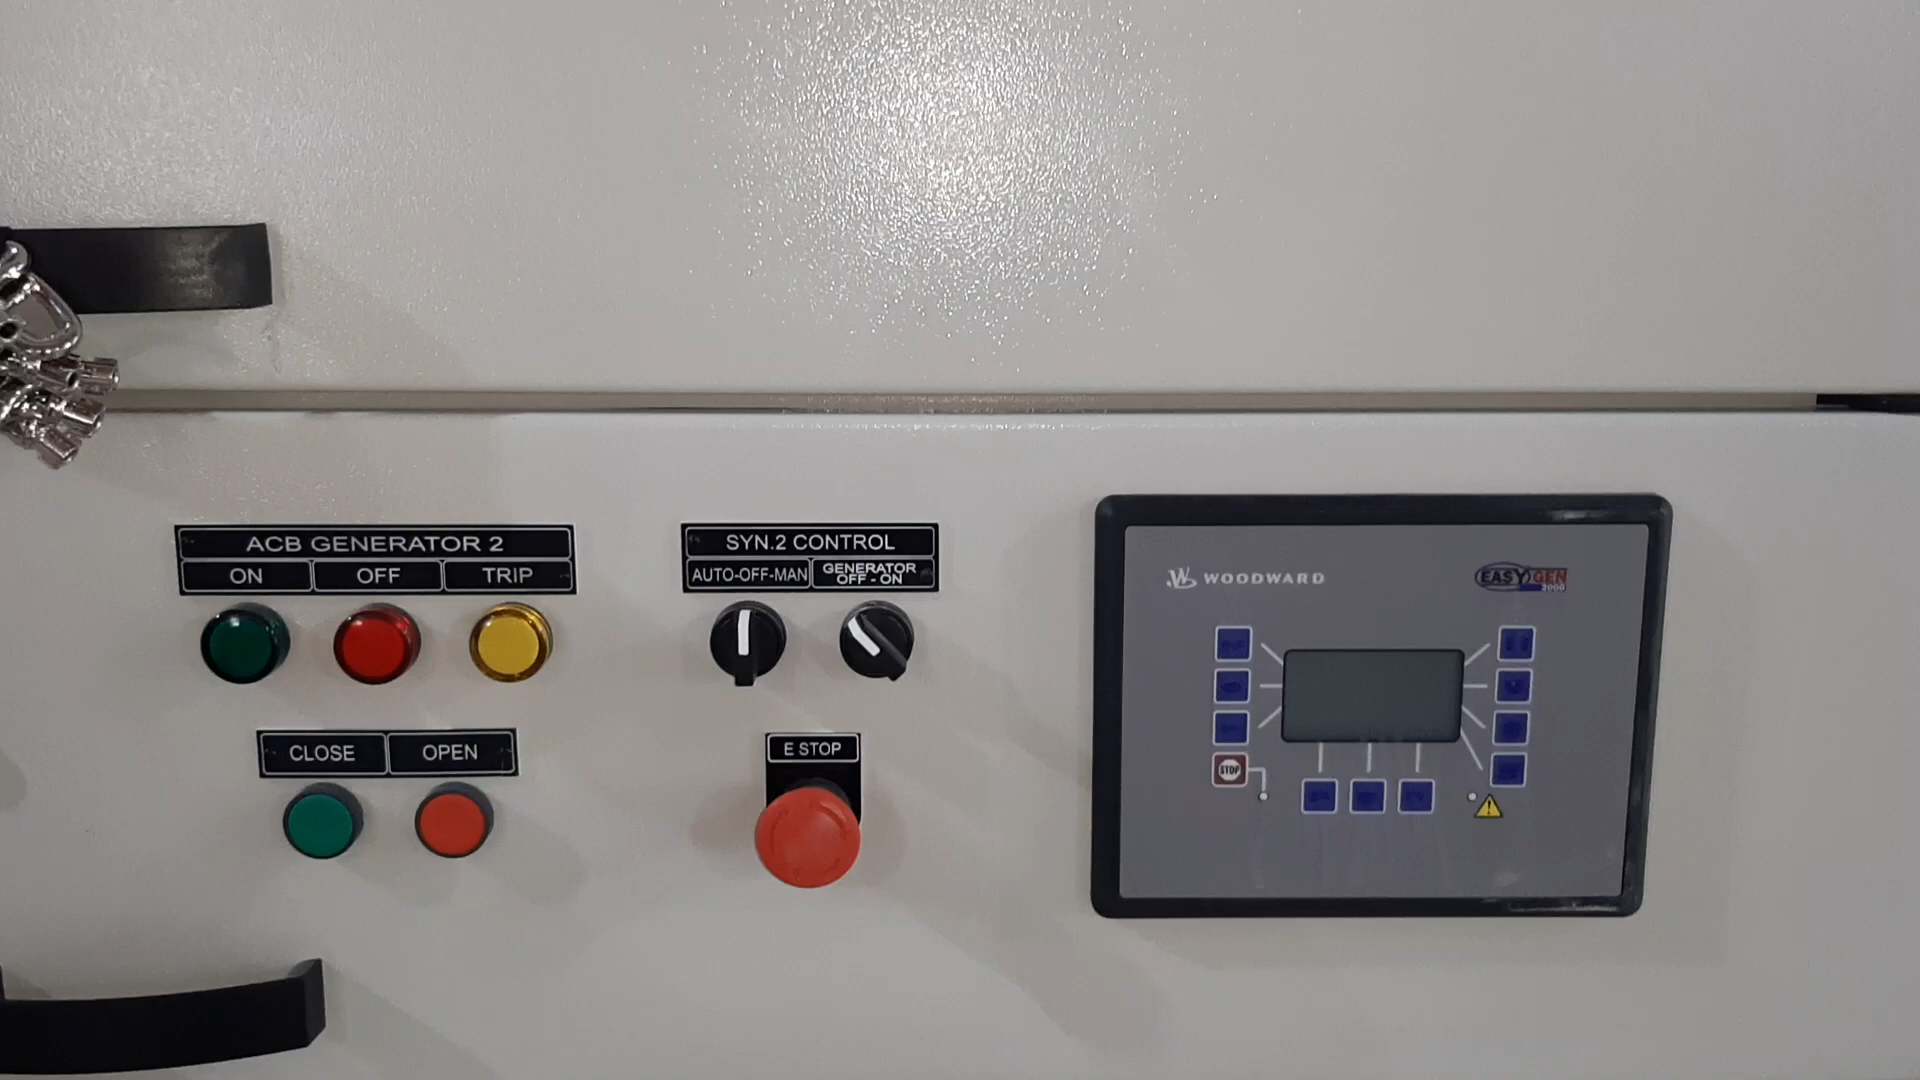 ACB GENERATOR 2
ON OFF TRIP
SYN.2 CONTROL
AUTO-OFF-MAN
GENERATOR
OFF - ON
CLOSE OPEN
E STOP
WOODWARD
EASYGEN
STOP